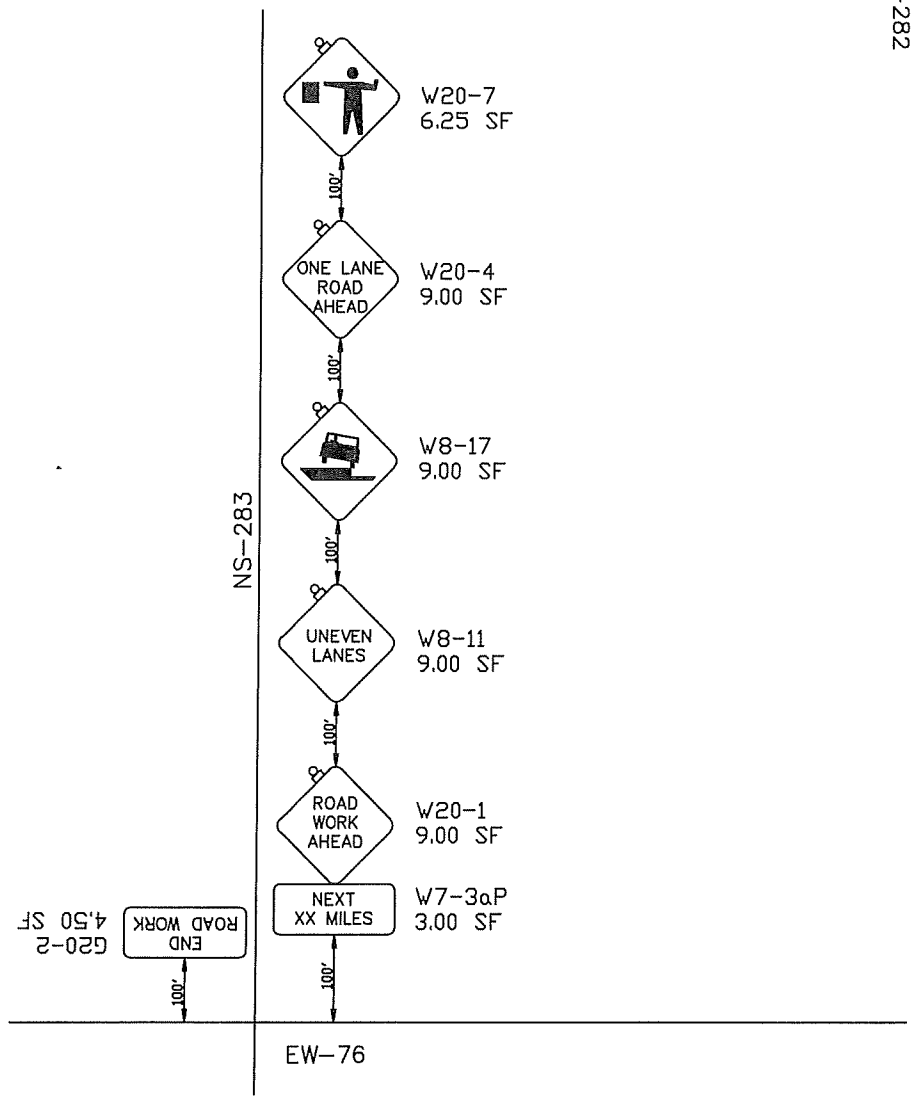 -282
W20-7
6.25 SF
100'
ONE LANE
ROAD
AHEAD
W20-4
9.00 SF
100'
W8-17
9.00 SF
NS-283
100'
UNEVEN
LANES
W8-11
9.00 SF
100'
ROAD
WORK
AHEAD
W20-1
9.00 SF
NEXT
XX MILES
W7-3aP
3.00 SF
END
ROAD WORK
G20-2
4.50 SF
100'
100'
EW-76